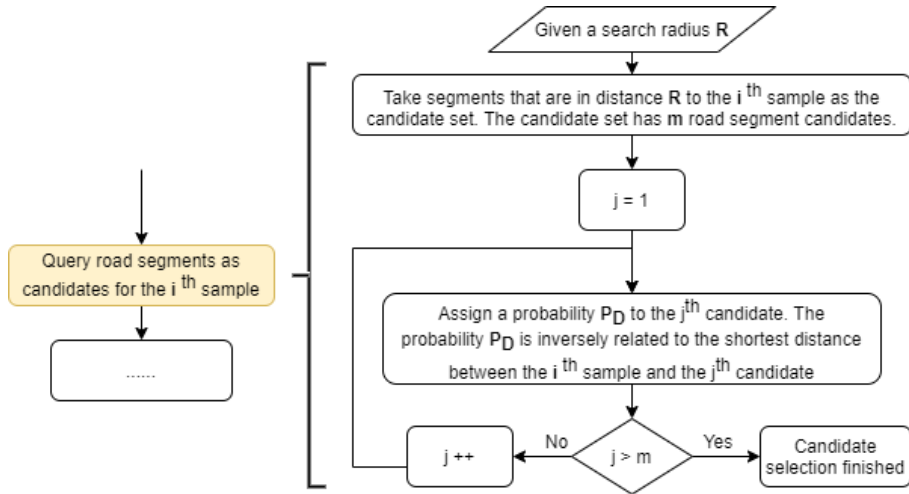 Given a search radius R
Take segments that are in distance R to the i th sample as the
candidate set. The candidate set has m road segment candidates.
j = 1
Query road segments as
candidates for the i th sample
......
Assign a probability PD to the jth candidate. The
probability PD is inversely related to the shortest distance
between the i th sample and the jth candidate
No
Yes
j ++
j > m
Candidate
selection finished